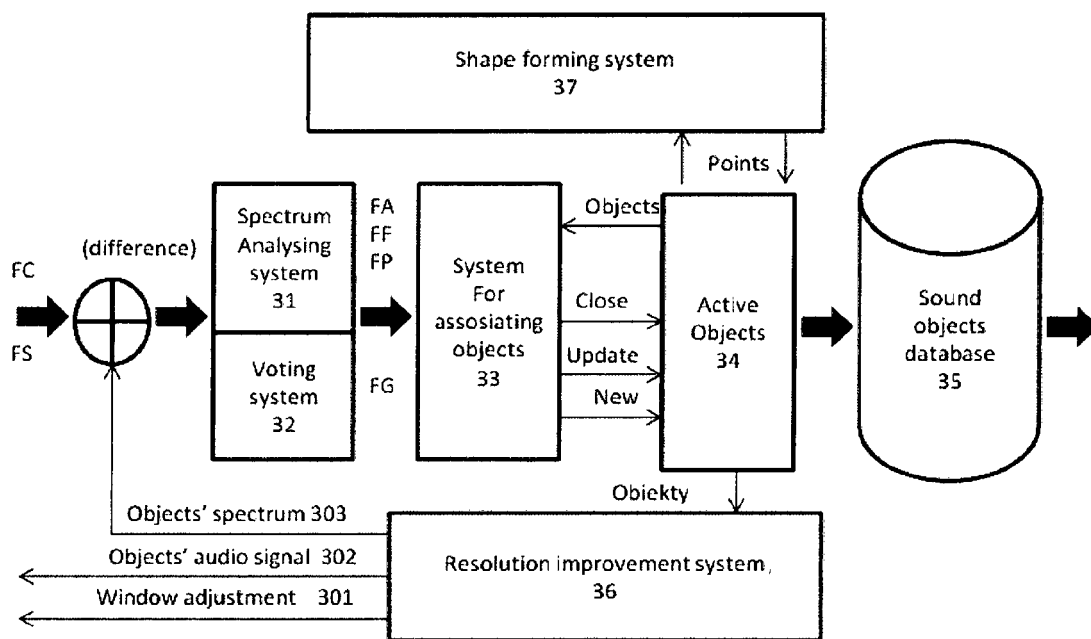 Shape forming system
37
Points
(difference)
FC
FS
Spectrum
Analysing
system
31
Voting
system
32
FA
FF
FP
FG
System
For
assosiating
objects
33
Objects
Close
Update
New
Active
Objects
34
Sound
objects
database
35
Obiekty
Objects' spectrum 303
Objects' audio signal 302
Window adjustment 301
Resolution improvement system
36